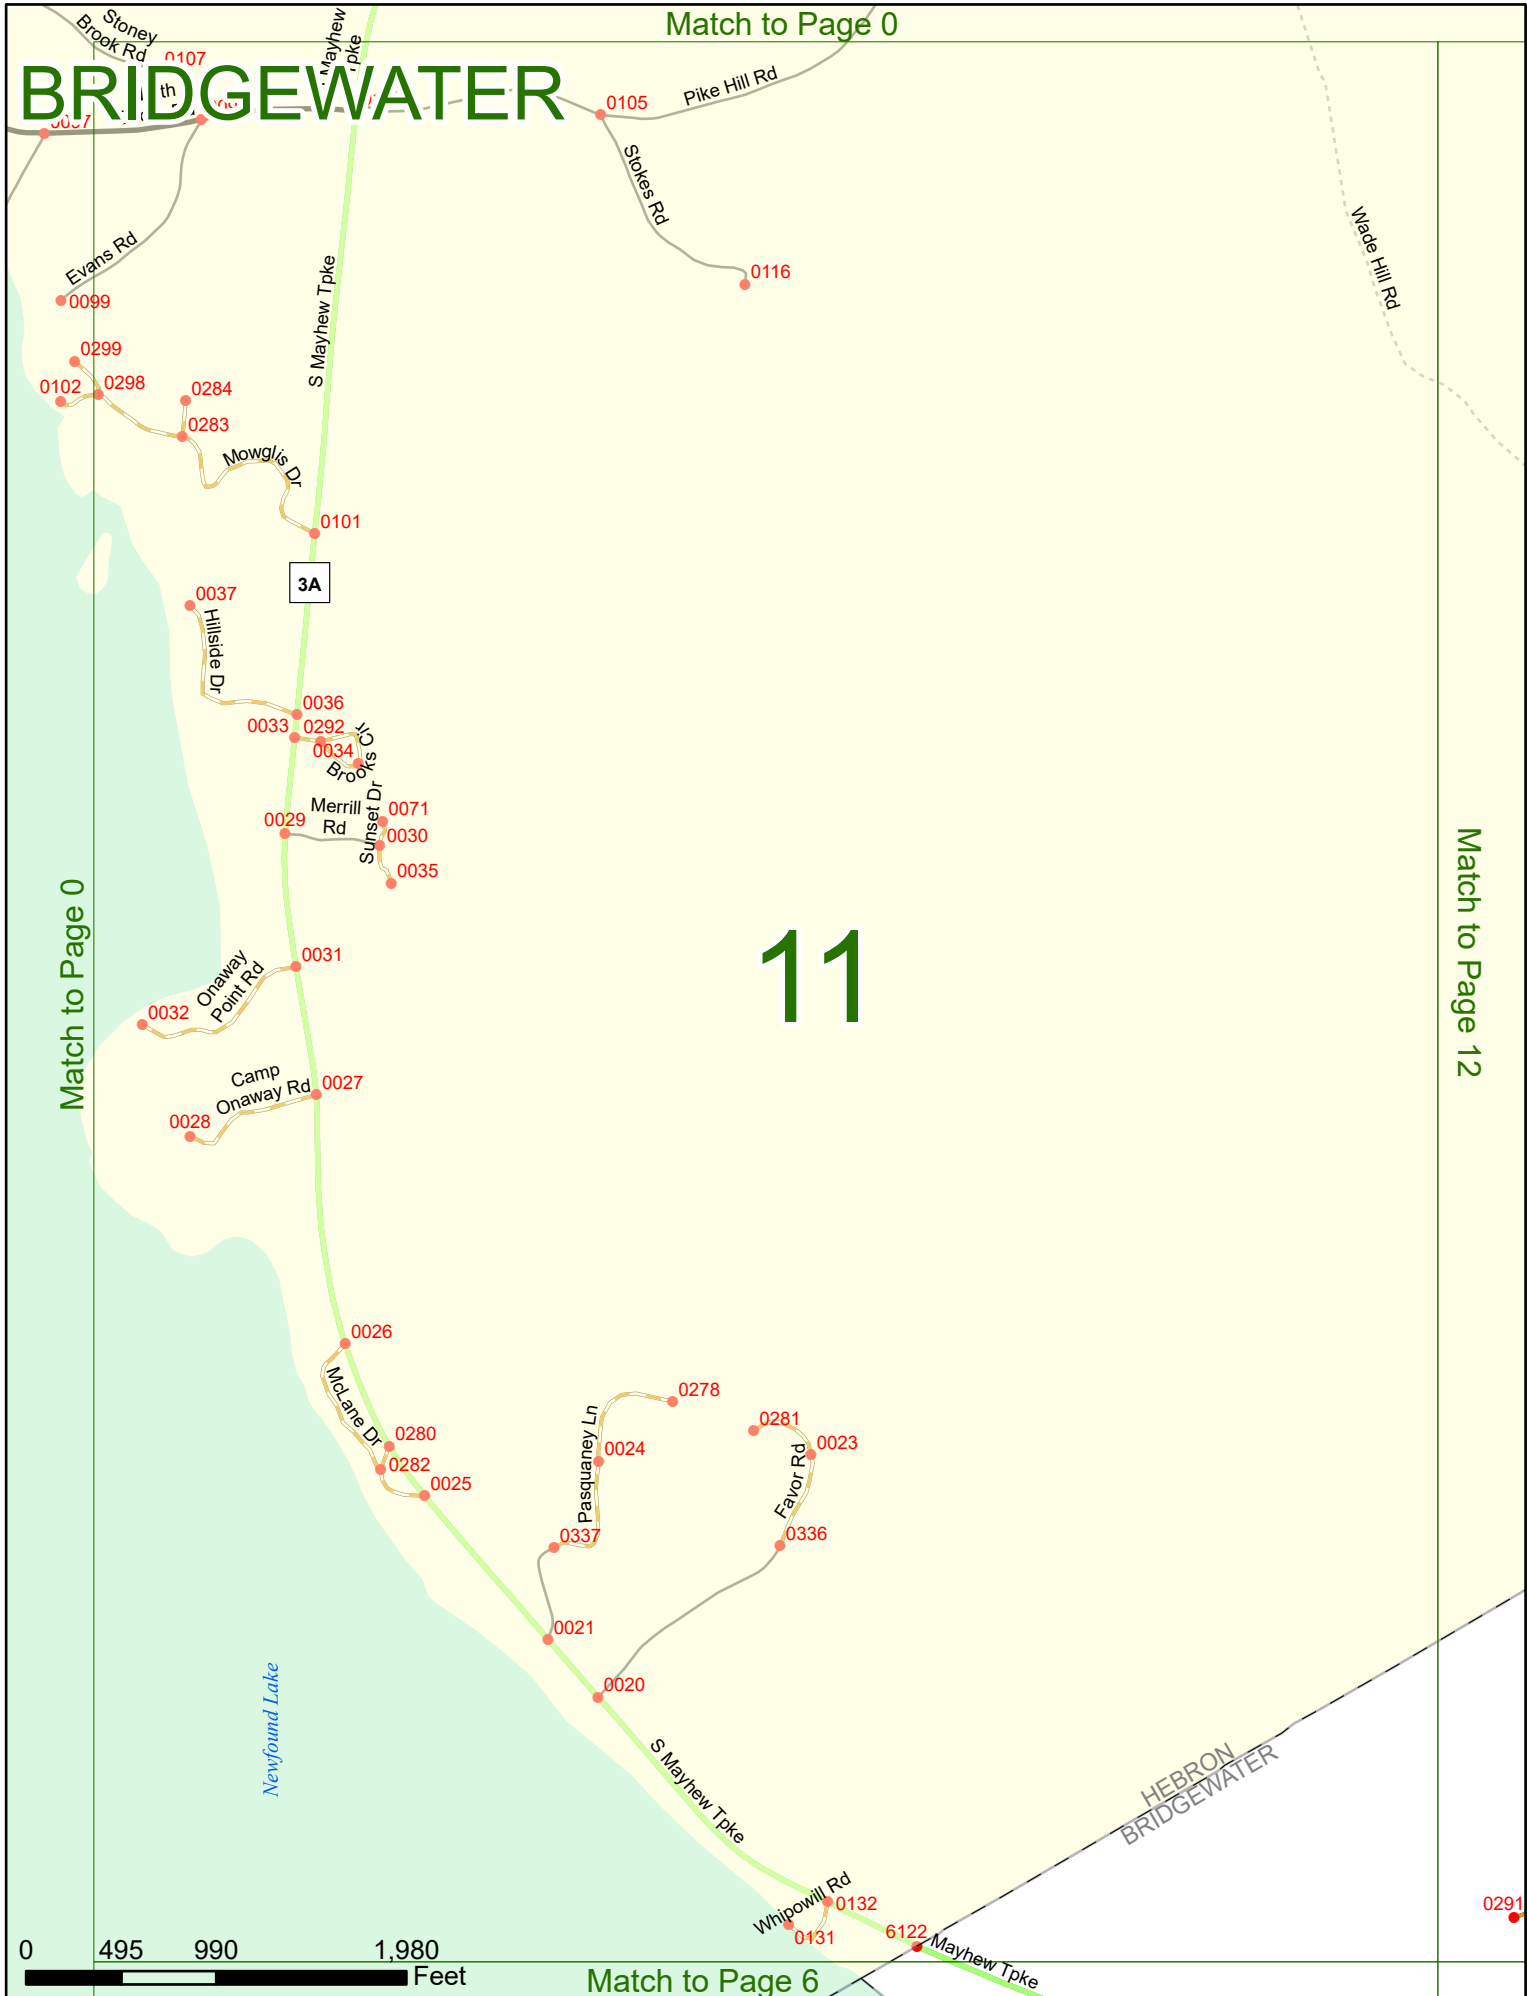 Match to Page 0
Stoney
Brook Rd
Mayhew
Tpke
0107
BRIDGEWATER
th
0097
0105
Pike Hill Rd
Stokes Rd
Evans Rd
0099
0116
Wade Hill Rd
S Mayhew Tpke
0299
0102
0298
0284
0283
Mowglis Dr
0101
3A
0037
Hillside Dr
0036
0033
0292
0034
Brooks Cir
Merrill
Rd
Sunset Dr
0071
0029
0030
0035
Match to Page 0
Match to Page 12
11
0031
Onaway
Point Rd
0032
Camp
Onaway Rd
0027
0028
0026
McLane Dr
0280
0282
0025
0278
Pasquaney Ln
0024
0337
0281
0023
Favor Rd
0336
0021
0020
Newfound Lake
S Mayhew Tpke
HEBRON
BRIDGEWATER
Whipowill Rd
0132
0131
6122
Mayhew Tpke
0291
0 495 990 1,980
Feet
Match to Page 6